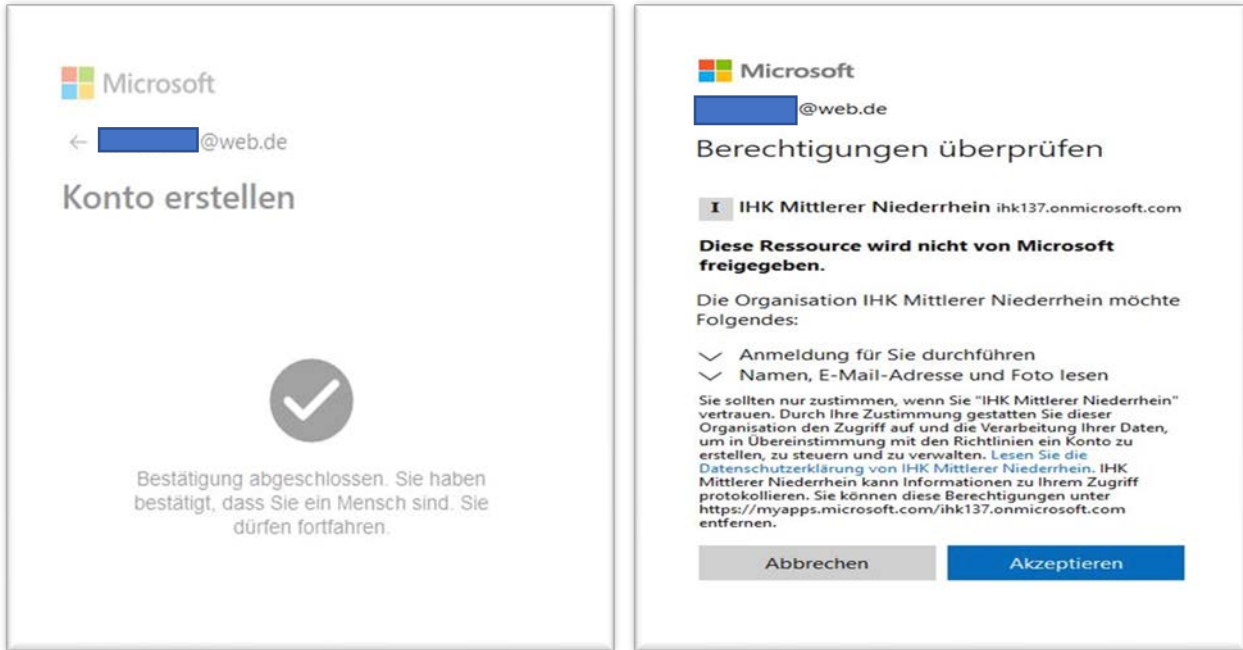 Microsoft
← @web.de
Konto erstellen
Bestätigung abgeschlossen. Sie haben
bestätigt, dass Sie ein Mensch sind. Sie
dürfen fortfahren.
Microsoft
@web.de
Berechtigungen überprüfen
I IHK Mittlerer Niederrhein ihk137.onmicrosoft.com
Diese Ressource wird nicht von Microsoft
freigegeben.
Die Organisation IHK Mittlerer Niederrhein möchte
Folgendes:
Anmeldung für Sie durchführen
Namen, E-Mail-Adresse und Foto lesen
Sie sollten nur zustimmen, wenn Sie "IHK Mittlerer Niederrhein"
vertrauen. Durch Ihre Zustimmung gestatten Sie dieser
Organisation den Zugriff auf und die Verarbeitung Ihrer Daten,
um in Übereinstimmung mit den Richtlinien ein Konto zu
erstellen, zu steuern und zu verwalten. Lesen Sie die
Datenschutzerklärung von IHK Mittlerer Niederrhein. IHK
Mittlerer Niederrhein kann Informationen zu Ihrem Zugriff
protokollieren. Sie können diese Berechtigungen unter
https://myapps.microsoft.com/ihk137.onmicrosoft.com
entfernen.
Abbrechen
Akzeptieren